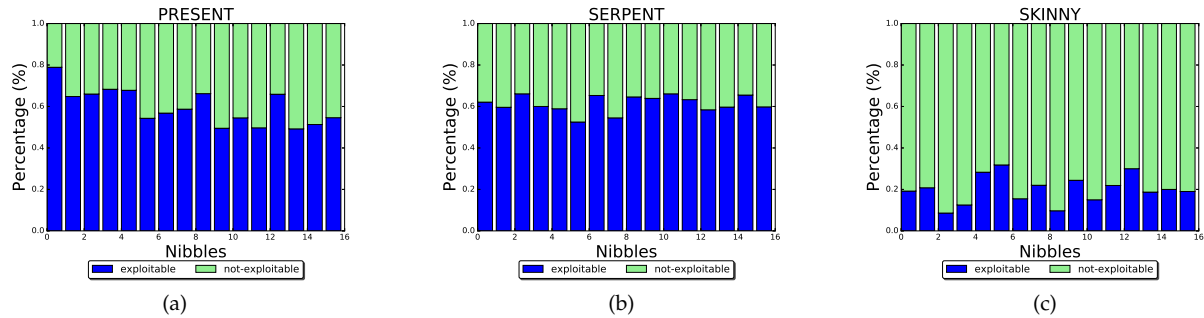 PRESENT
Percentage (%)
1.0
0.8
0.6
0.4
0.2
0.0
0 2 4 6 8 10 12 14 16
Nibbles
exploitable not-exploitable
(a)
SERPENT
Percentage (%)
1.0
0.8
0.6
0.4
0.2
0.0
0 2 4 6 8 10 12 14 16
Nibbles
exploitable not-exploitable
(b)
SKINNY
Percentage (%)
1.0
0.8
0.6
0.4
0.2
0.0
0 2 4 6 8 10 12 14 16
Nibbles
exploitable not-exploitable
(c)